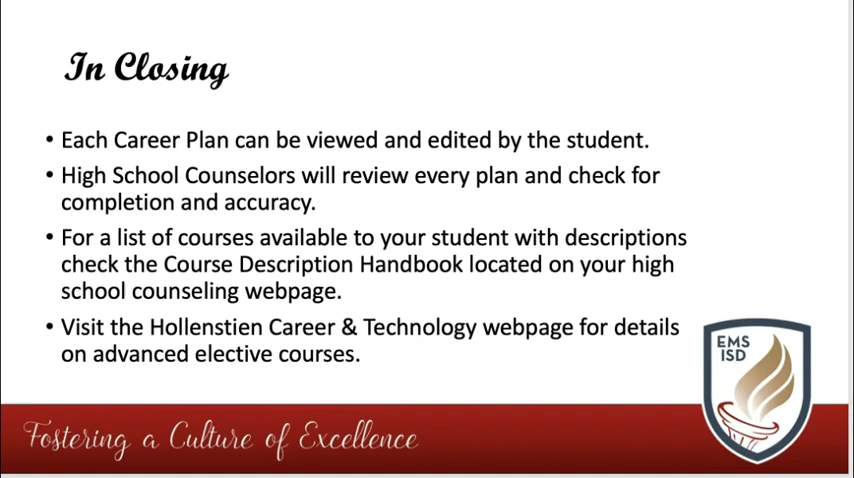 In Closing
• Each Career Plan can be viewed and edited by the student.
• High School Counselors will review every plan and check for
completion and accuracy.
• For a list of courses available to your student with descriptions
check the Course Description Handbook located on your high
school counseling webpage.
• Visit the Hollenstien Career & Technology webpage for details
on advanced elective courses.
EMS
ISD
Fostering a Culture of Excellence